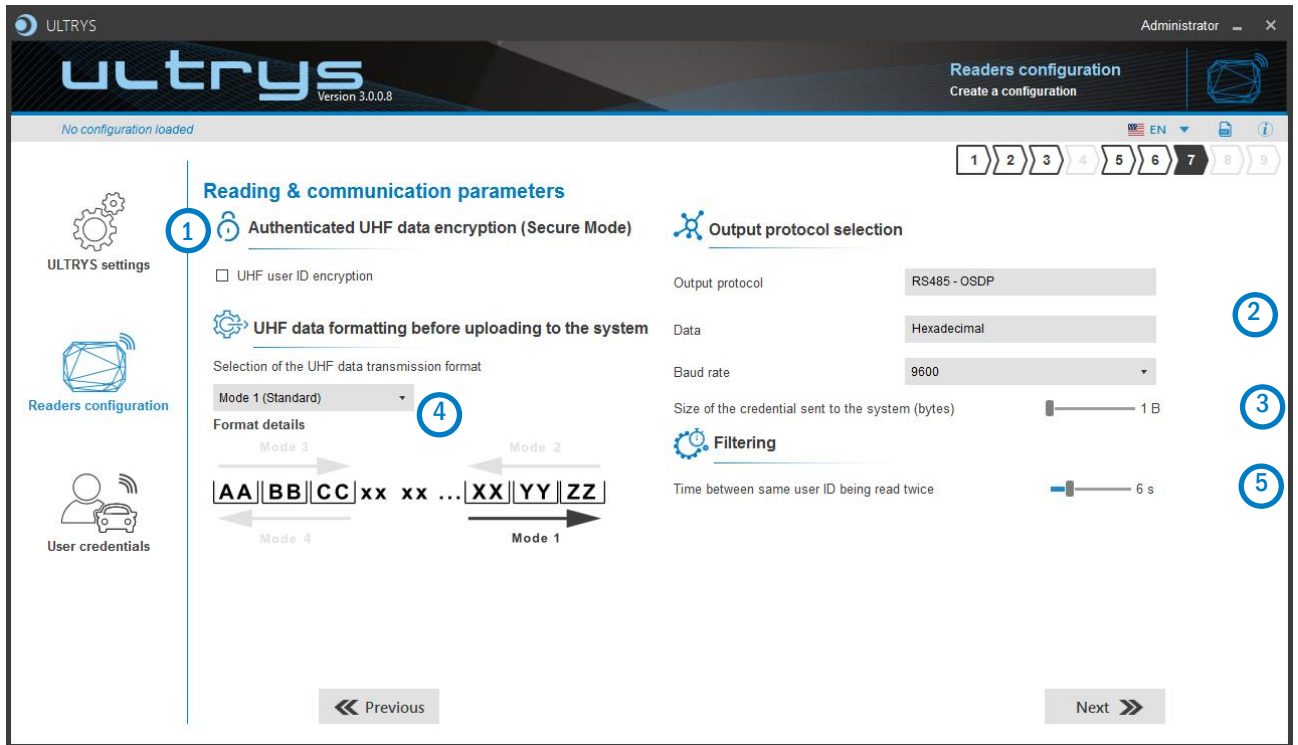 ULTRYS
Administrator
ultrys
Version 3.0.0.8
Readers configuration
Create a configuration
No configuration loaded
EN
1 2 3 4 5 6 7 8 9
ULTRYS settings
Readers configuration
User credentials
Reading & communication parameters
1
Authenticated UHF data encryption (Secure Mode)
UHF user ID encryption
UHF data formatting before uploading to the system
Selection of the UHF data transmission format
Mode 1 (Standard)
4
Format details
Mode 3 Mode 2
AA BB CC xx xx ... XX YY ZZ
Mode 4 Mode 1
Output protocol selection
Output protocol RS485 - OSDP
2
Data Hexadecimal
Baud rate 9600
Size of the credential sent to the system (bytes) 1 B
3
Filtering
Time between same user ID being read twice 6 s
5
Previous
Next